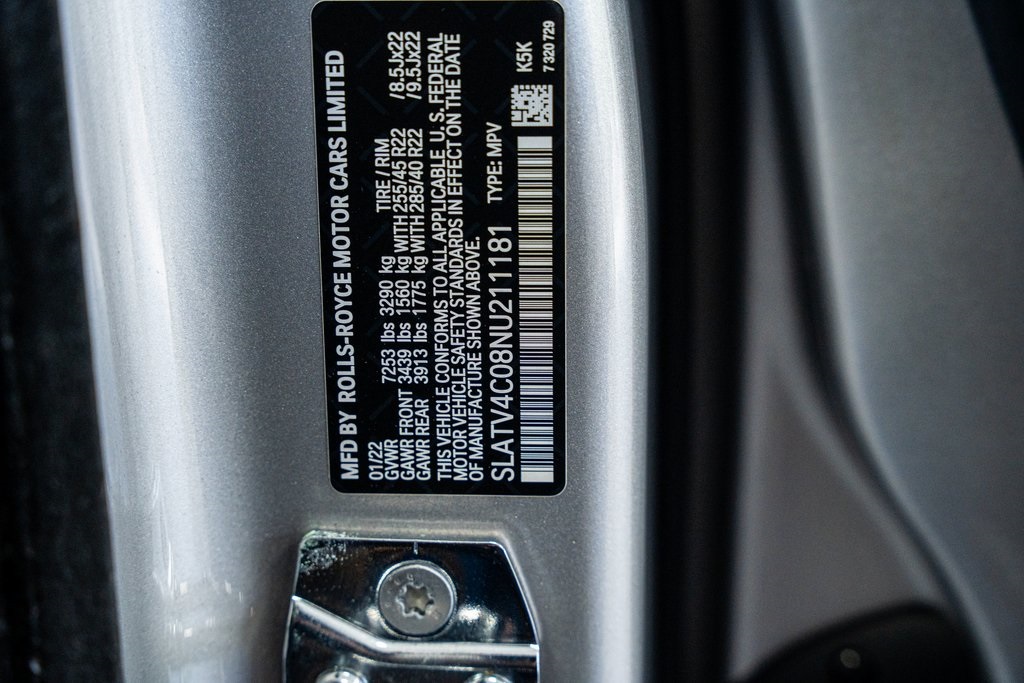 MFD BY ROLLS-ROYCE MOTOR CARS LIMITED
01/22
GVWR 7253 lbs 3290 kg TIRE / RIM
GAWR FRONT 3439 lbs 1560 kg WITH 255/45 R22 /8.5Jx22
GAWR REAR 3913 lbs 1775 kg WITH 285/40 R22 /9.5Jx22
THIS VEHICLE CONFORMS TO ALL APPLICABLE U. S. FEDERAL
MOTOR VEHICLE SAFETY STANDARDS IN EFFECT ON THE DATE
OF MANUFACTURE SHOWN ABOVE.
SLATV4C08NU211181 TYPE: MPV
K5K
7 320 729